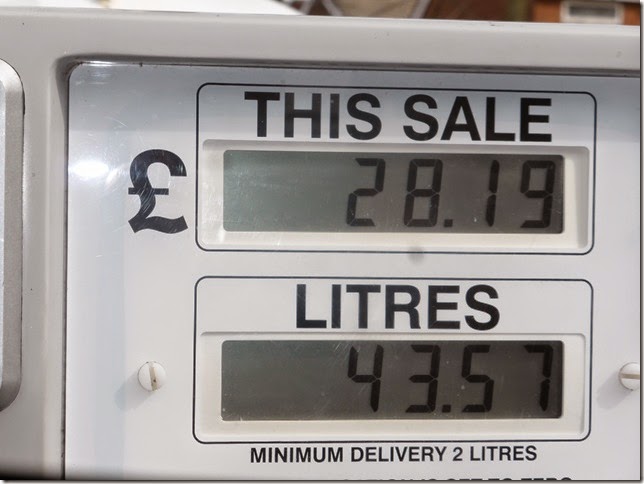 THIS SALE
£ 28.19
LITRES
43.57
MINIMUM DELIVERY 2 LITRES